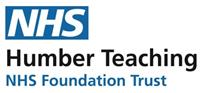 NHS
Humber Teaching
NHS Foundation Trust